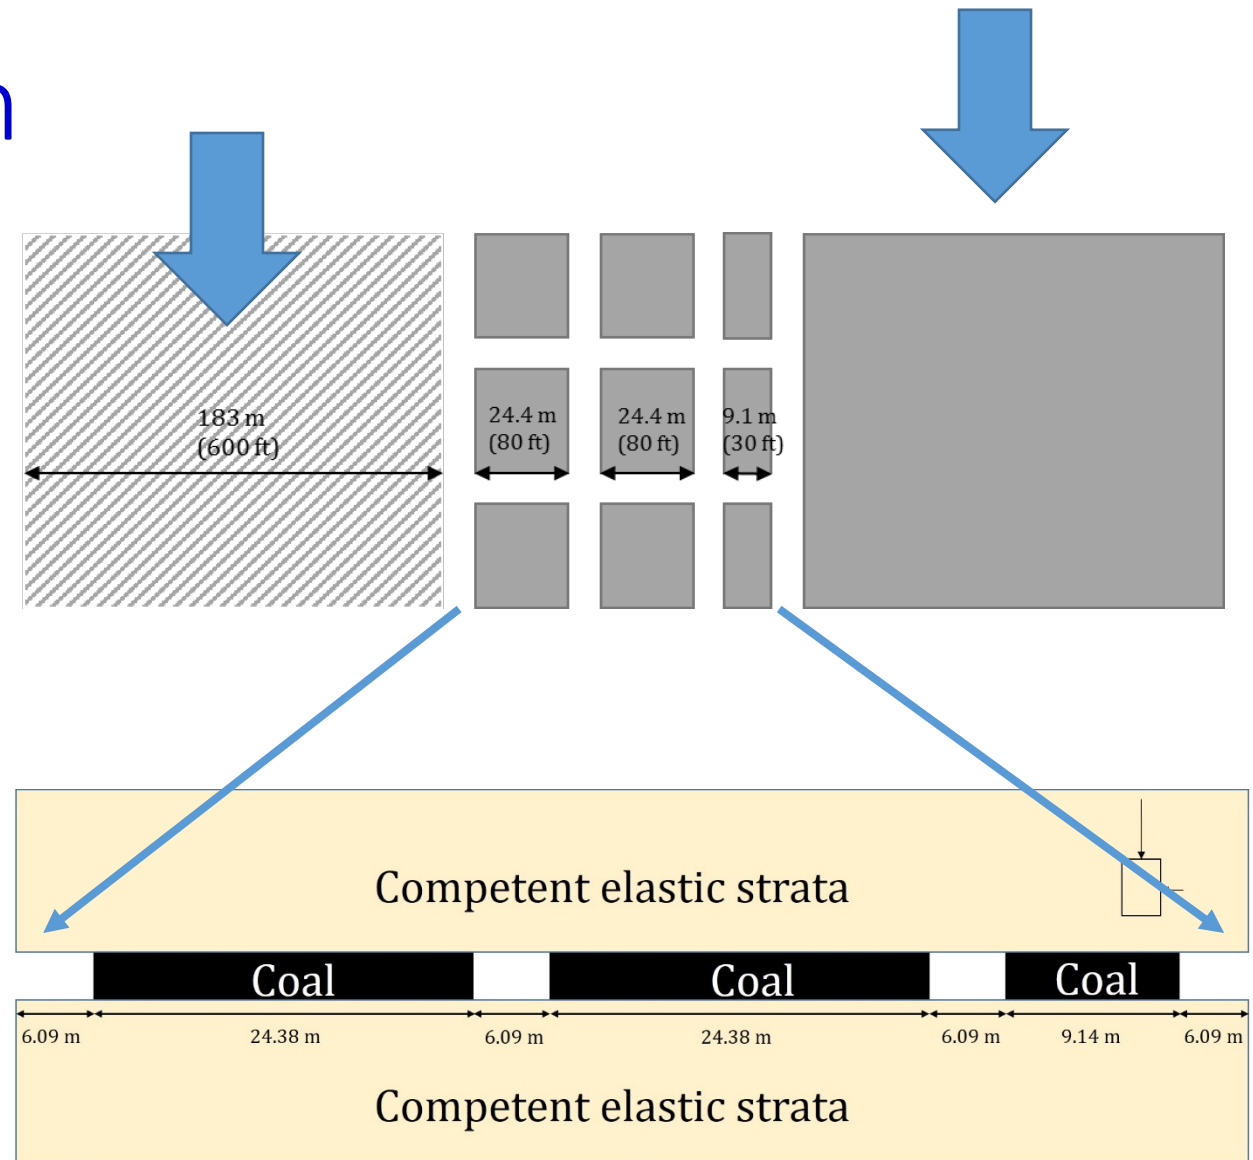 n
183 m
(600 ft)
24.4 m
(80 ft)
24.4 m
(80 ft)
9.1 m
(30 ft)
Competent elastic strata
Coal
Coal
Coal
6.09 m
24.38 m
6.09 m
24.38 m
6.09 m
9.14 m
6.09 m
Competent elastic strata